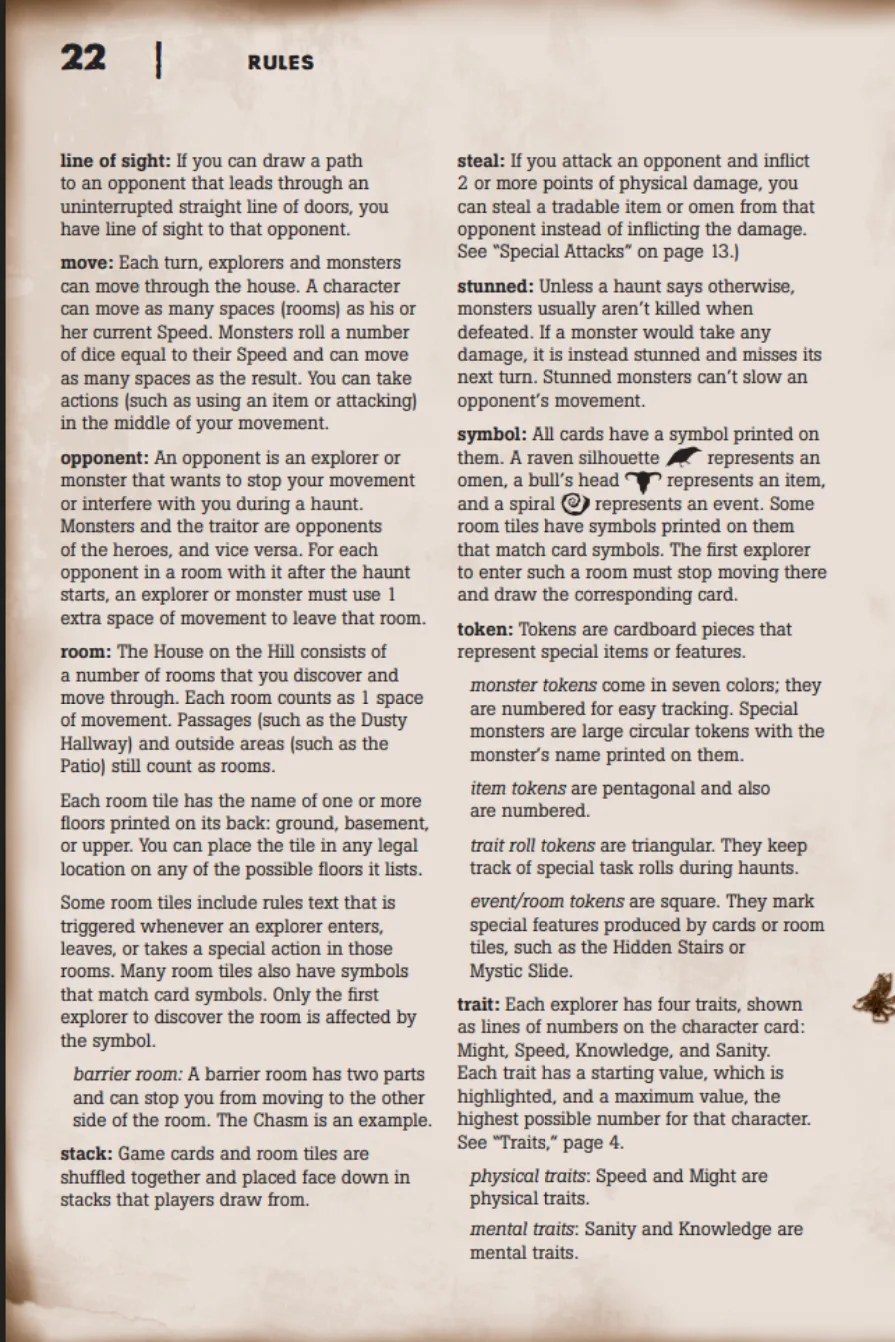 22 | RULES
line of sight: If you can draw a path
to an opponent that leads through an
uninterrupted straight line of doors, you
have line of sight to that opponent.
move: Each turn, explorers and monsters
can move through the house. A character
can move as many spaces (rooms) as his or
her current Speed. Monsters roll a number
of dice equal to their Speed and can move
as many spaces as the result. You can take
actions (such as using an item or attacking)
in the middle of your movement.
opponent: An opponent is an explorer or
monster that wants to stop your movement
or interfere with you during a haunt.
Monsters and the traitor are opponents
of the heroes, and vice versa. For each
opponent in a room with it after the haunt
starts, an explorer or monster must use 1
extra space of movement to leave that room.
room: The House on the Hill consists of
a number of rooms that you discover and
move through. Each room counts as 1 space
of movement. Passages (such as the Dusty
Hallway) and outside areas (such as the
Patio) still count as rooms.
Each room tile has the name of one or more
floors printed on its back: ground, basement,
or upper. You can place the tile in any legal
location on any of the possible floors it lists.
Some room tiles include rules text that is
triggered whenever an explorer enters,
leaves, or takes a special action in those
rooms. Many room tiles also have symbols
that match card symbols. Only the first
explorer to discover the room is affected by
the symbol.
barrier room: A barrier room has two parts
and can stop you from moving to the other
side of the room. The Chasm is an example.
stack: Game cards and room tiles are
shuffled together and placed face down in
stacks that players draw from.
steal: If you attack an opponent and inflict
2 or more points of physical damage, you
can steal a tradable item or omen from that
opponent instead of inflicting the damage.
See "Special Attacks" on page 13.)
stunned: Unless a haunt says otherwise,
monsters usually aren't killed when
defeated. If a monster would take any
damage, it is instead stunned and misses its
next turn. Stunned monsters can't slow an
opponent's movement.
symbol: All cards have a symbol printed on
them. A raven silhouette represents an
omen, a bull's head represents an item,
and a spiral represents an event. Some
room tiles have symbols printed on them
that match card symbols. The first explorer
to enter such a room must stop moving there
and draw the corresponding card.
token: Tokens are cardboard pieces that
represent special items or features.
monster tokens come in seven colors; they
are numbered for easy tracking. Special
monsters are large circular tokens with the
monster's name printed on them.
item tokens are pentagonal and also
are numbered.
trait roll tokens are triangular. They keep
track of special task rolls during haunts.
event/room tokens are square. They mark
special features produced by cards or room
tiles, such as the Hidden Stairs or
Mystic Slide.
trait: Each explorer has four traits, shown
as lines of numbers on the character card:
Might, Speed, Knowledge, and Sanity.
Each trait has a starting value, which is
highlighted, and a maximum value, the
highest possible number for that character.
See "Traits," page 4.
physical traits: Speed and Might are
physical traits.
mental traits: Sanity and Knowledge are
mental traits.